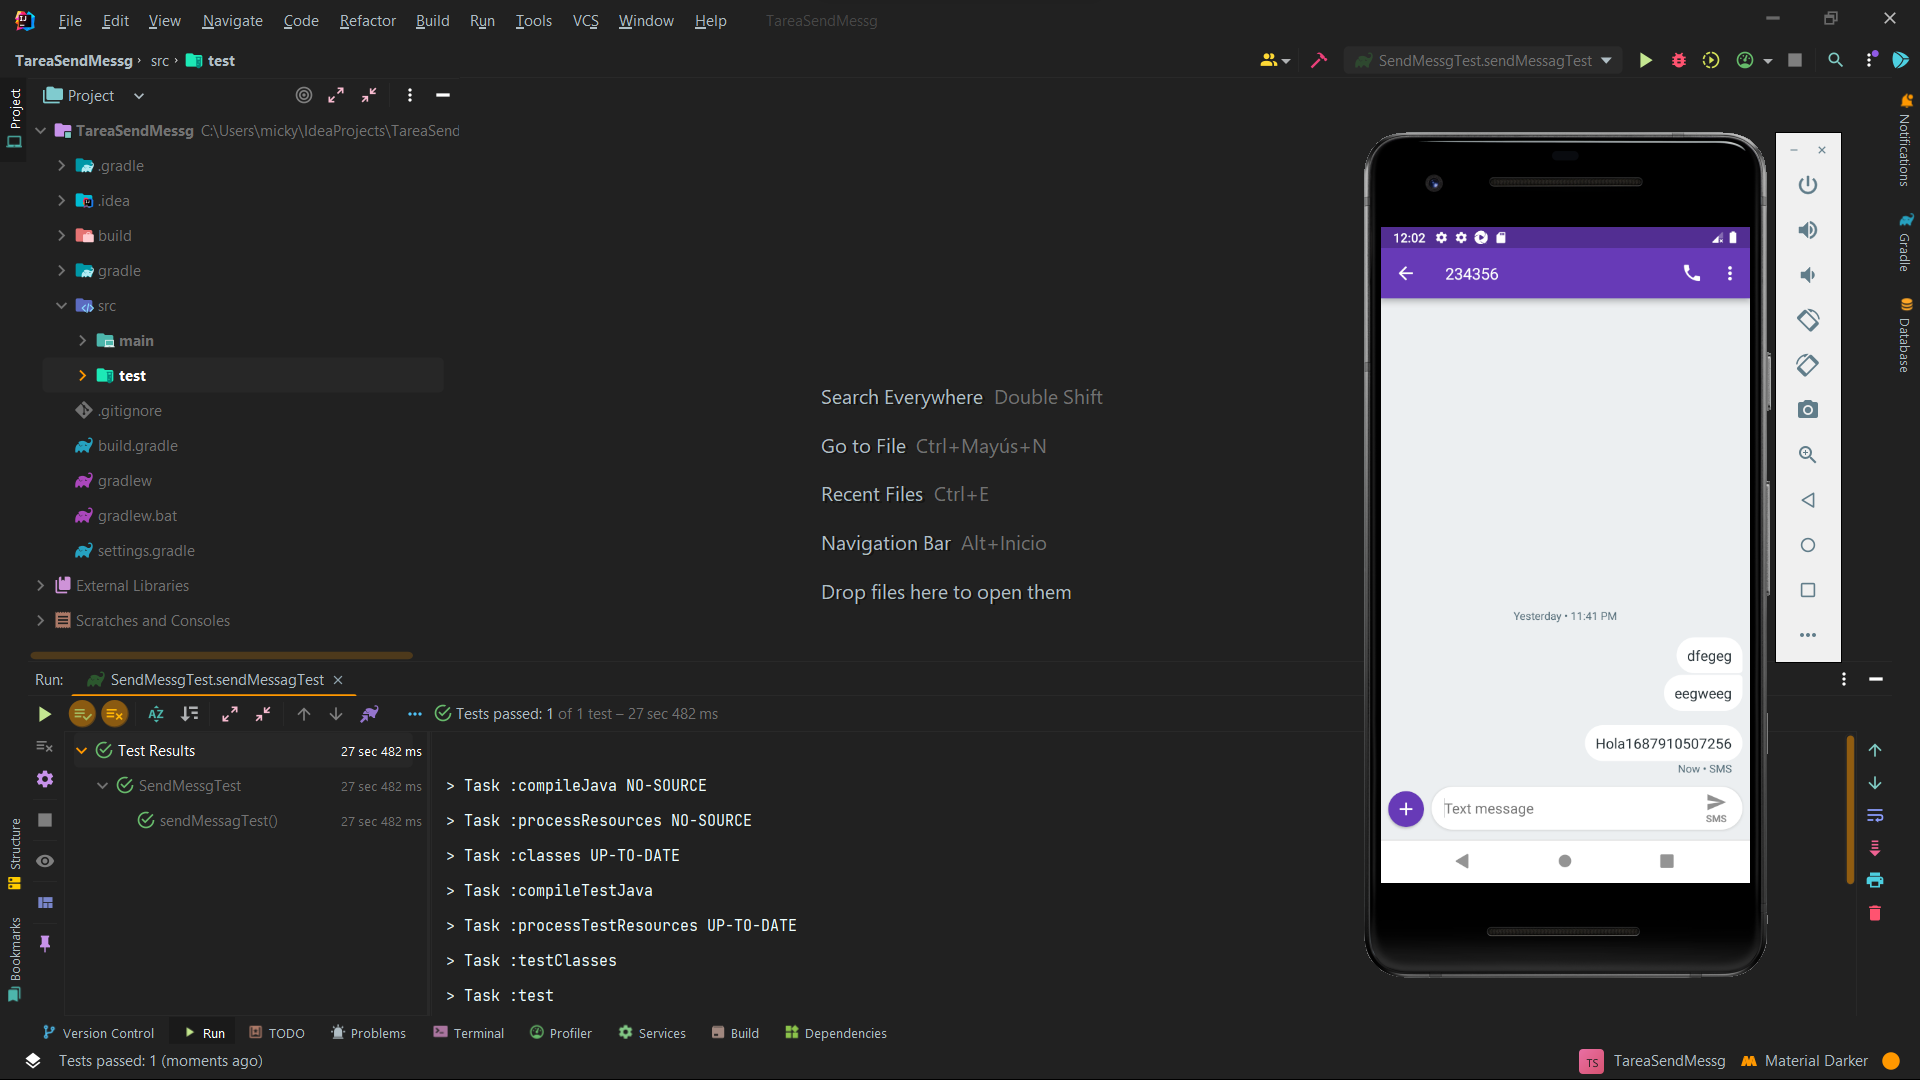 File Edit View Navigate Code Refactor Build Run Tools VCS Window Help TareaSendMessg
TareaSendMessg › src › test
SendMessgTest.sendMessagTest
Project
Project
TareaSendMessg C:\Users\micky\IdeaProjects\TareaSend
.gradle
.idea
build
gradle
src
main
test
.gitignore
build.gradle
gradlew
gradlew.bat
settings.gradle
External Libraries
Scratches and Consoles
Search Everywhere Double Shift
Go to File Ctrl+Mayús+N
Recent Files Ctrl+E
Navigation Bar Alt+Inicio
Drop files here to open them
12:02
234356
Yesterday • 11:41 PM
dfegeg
eegweeg
Hola1687910507256
Now • SMS
Text message
SMS
Notifications
Gradle
Database
Run: SendMessgTest.sendMessagTest
Tests passed: 1 of 1 test – 27 sec 482 ms
Test Results 27 sec 482 ms
SendMessgTest 27 sec 482 ms
sendMessagTest() 27 sec 482 ms
> Task :compileJava NO-SOURCE
> Task :processResources NO-SOURCE
> Task :classes UP-TO-DATE
> Task :compileTestJava
> Task :processTestResources UP-TO-DATE
> Task :testClasses
> Task :test
Structure
Bookmarks
Version Control Run TODO Problems Terminal Profiler Services Build Dependencies
Tests passed: 1 (moments ago)
TS TareaSendMessg Material Darker